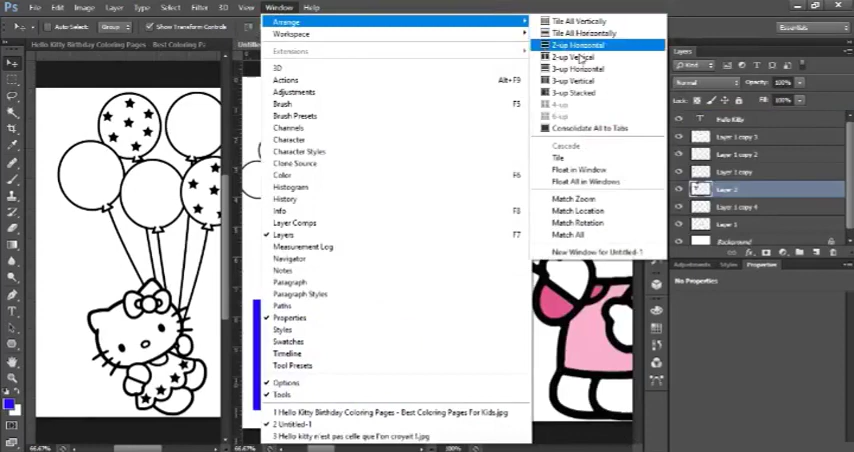 Ps File Edit Image Layer Type Select Filter 3D View Window Help
Auto-Select: Group Show Transform Controls
Essentials
Hello Kitty Birthday Coloring Pages - Best Coloring Pa
Untitle
Arrange
Workspace
Extensions
3D
Actions Alt+F9
Adjustments
Brush F5
Brush Presets
Channels
Character
Character Styles
Clone Source
Color F6
Histogram
History
Info F8
Layer Comps
Layers F7
Measurement Log
Navigator
Notes
Paragraph
Paragraph Styles
Paths
Properties
Styles
Swatches
Timeline
Tool Presets
Options
Tools
1 Hello Kitty Birthday Coloring Pages - Best Coloring Pages For Kids.jpg
2 Untitled-1
3 Hello kitty n'est pas celle que l'on croyait !.jpg
Tile All Vertically
Tile All Horizontally
2-up Horizontal
2-up Vertical
3-up Horizontal
3-up Vertical
3-up Stacked
4-up
6-up
Consolidate All to Tabs
Cascade
Tile
Float in Window
Float All in Windows
Match Zoom
Match Location
Match Rotation
Match All
New Window for Untitled-1
Layers
Kind
Normal Opacity: 100%
Lock: Fill: 100%
Hello Kitty
Layer 1 copy 3
Layer 1 copy 2
Layer 1 copy
Layer 2
Layer 1 copy 4
Layer 1
Background
Adjustments Styles Properties
No Properties
66.67%
66.67%
100%